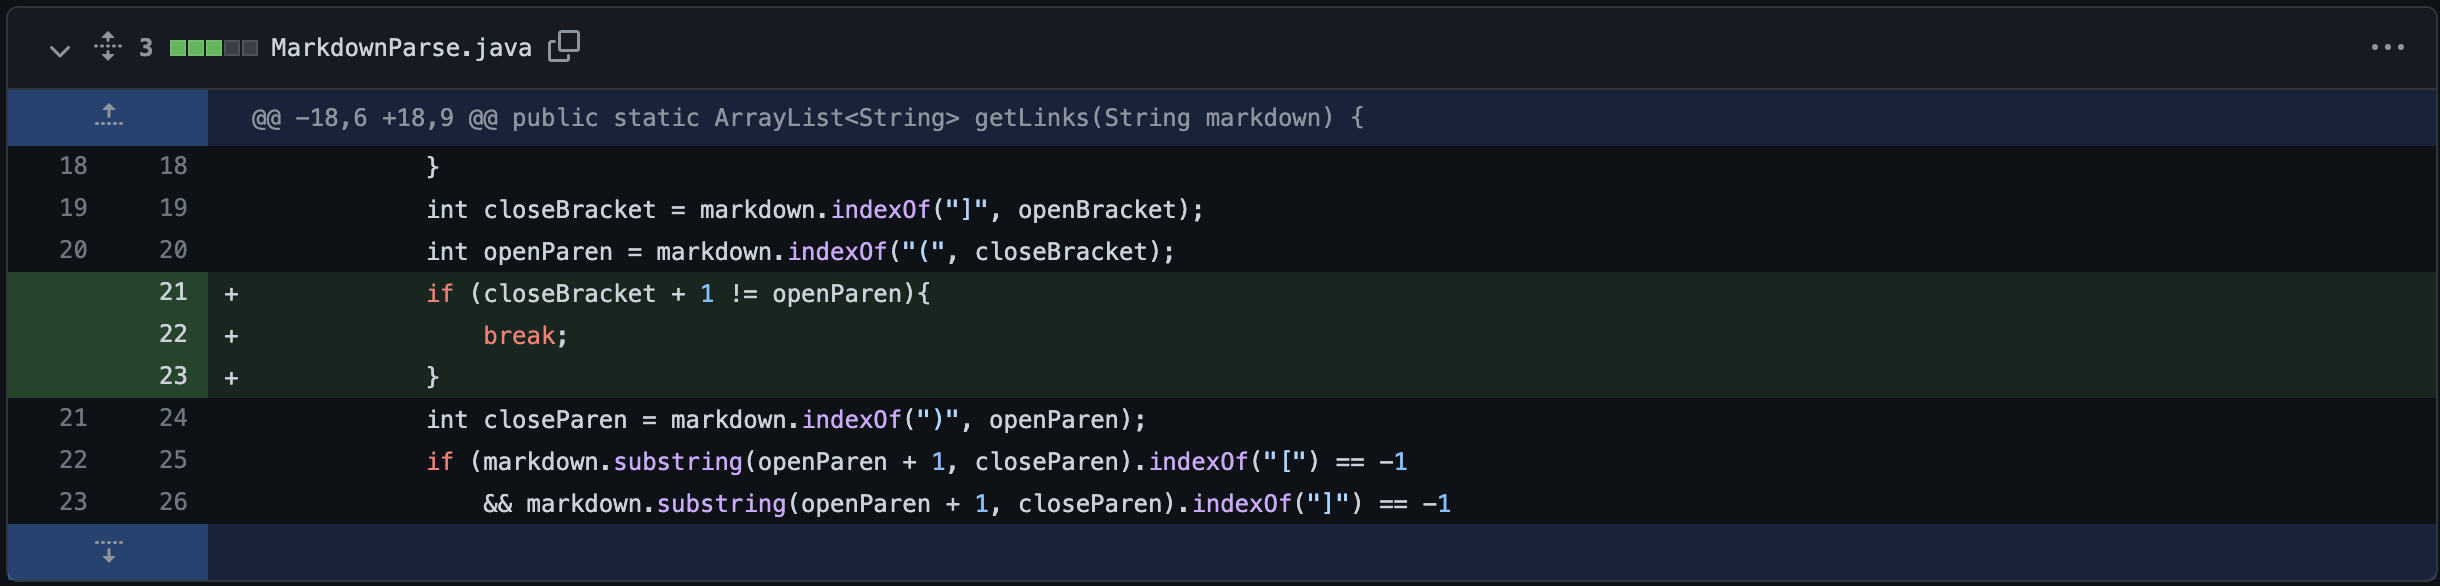 3 MarkdownParse.java
@@ -18,6 +18,9 @@ public static ArrayList<String> getLinks(String markdown) {
18 18 }
19 19 int closeBracket = markdown.indexOf("]", openBracket);
20 20 int openParen = markdown.indexOf("(", closeBracket);
21 + if (closeBracket + 1 != openParen){
22 + break;
23 + }
21 24 int closeParen = markdown.indexOf(")", openParen);
22 25 if (markdown.substring(openParen + 1, closeParen).indexOf("[") == -1
23 26 && markdown.substring(openParen + 1, closeParen).indexOf("]") == -1